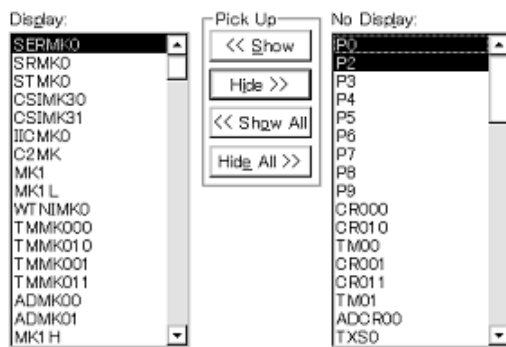 Display:
SERMK0
SRMK0
STMK0
CSIMK30
CSIMK31
IICMK0
C2MK
MK1
MK1L
WTNIMK0
TMMK000
TMMK010
TMMK001
TMMK011
ADMK00
ADMK01
MK1H
Pick Up
<< Show
Hide >>
<< Show All
Hide All >>
No Display:
P0
P2
P3
P4
P5
P6
P7
P8
P9
CR000
CR010
TM00
CR001
CR011
TM01
ADCR00
TXS0